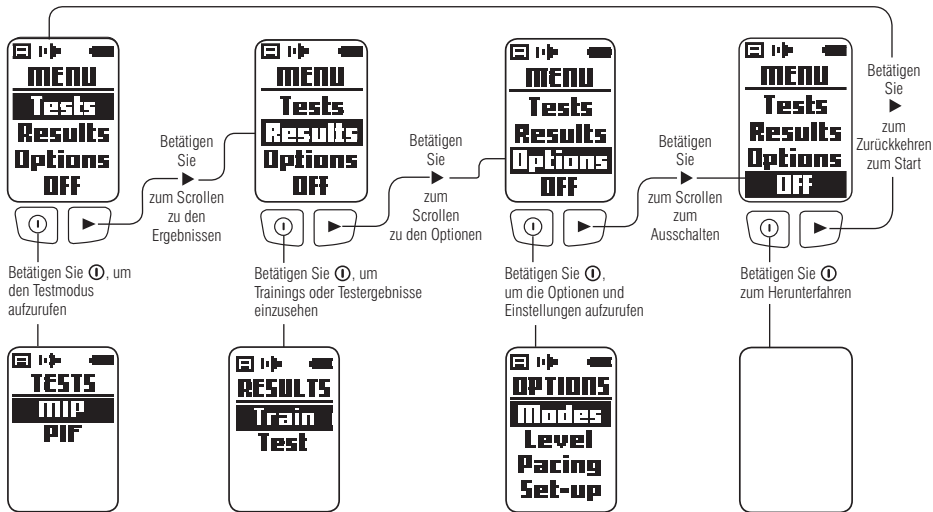 MENU
Tests
Results
Options
Off
Betätigen
Sie
▶
zum Scrollen
zu den
Ergebnissen
MENU
Tests
Results
Options
Off
Betätigen
Sie
▶
zum
Scrollen
zu den Optionen
MENU
Tests
Results
Options
Off
Betätigen
Sie
▶
zum Scrollen
zum
Ausschalten
MENU
Tests
Results
Options
Off
Betätigen
Sie
▶
zum
Zurückkehren
zum Start
Betätigen Sie , um
den Testmodus
aufzurufen
Betätigen Sie , um
Trainings oder Testergebnisse
einzusehen
Betätigen Sie ,
um die Optionen und
Einstellungen aufzurufen
Betätigen Sie
zum Herunterfahren
TESTS
MIP
PIF
RESULTS
Train
Test
OPTIONS
Modes
Level
Pacing
Set-up